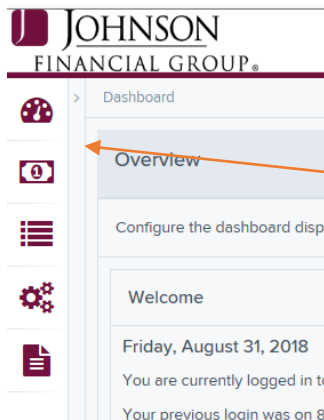 JOHNSON
FINANCIAL GROUP®
> Dashboard
Overview
Configure the dashboard disp
Welcome
Friday, August 31, 2018
You are currently logged in to
Your previous login was on 8